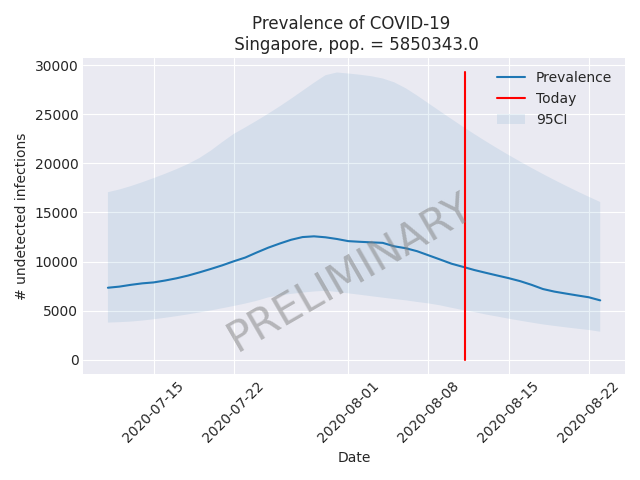 Prevalence of COVID-19
Singapore, pop. = 5850343.0
30000
25000
20000
15000
10000
5000
0
# undetected infections
Prevalence
Today
95CI
PRELIMINARY
2020-07-15
2020-07-22
2020-08-01
2020-08-08
2020-08-15
2020-08-22
Date